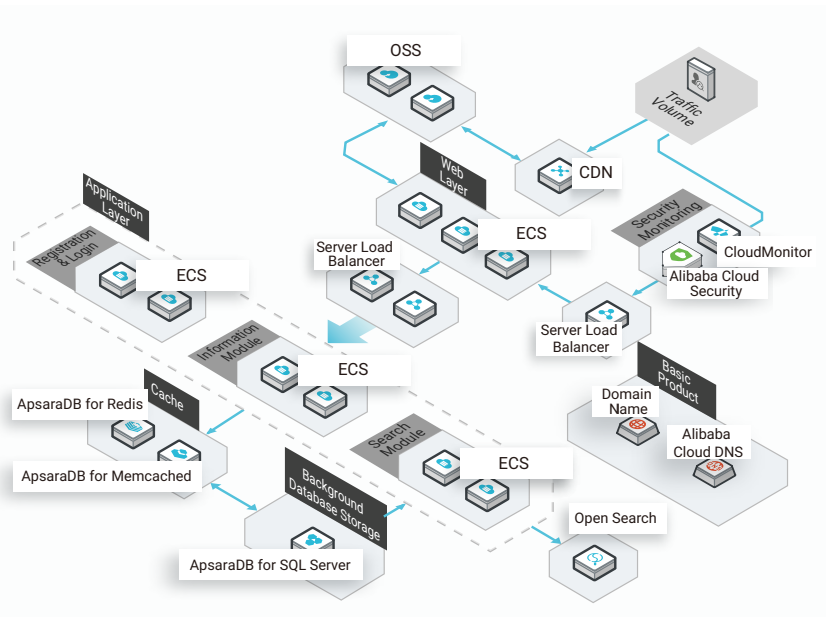 OSS
Traffic
Volume
CDN
Web
Layer
ECS
Application
Layer
Registration
& Login
ECS
Server Load
Balancer
Security
Monitoring
CloudMonitor
Alibaba Cloud
Security
Server Load
Balancer
Information
Module
ECS
Basic
Product
Domain
Name
Alibaba
Cloud DNS
Cache
ApsaraDB for Redis
ApsaraDB for Memcached
Search
Module
ECS
Background
Database Storage
ApsaraDB for SQL Server
Open Search